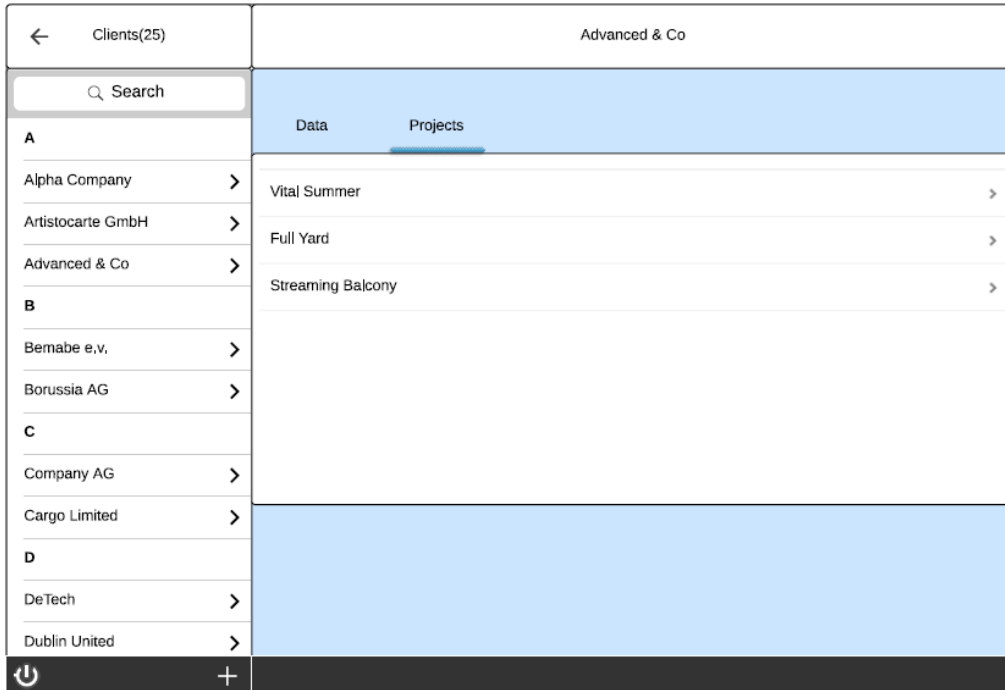 Clients(25)
Advanced & Co
Search
A
Alpha Company
Artistocarte GmbH
Advanced & Co
B
Bemabe e,v,
Borussia AG
C
Company AG
Cargo Limited
D
DeTech
Dublin United
Data Projects
Vital Summer
Full Yard
Streaming Balcony